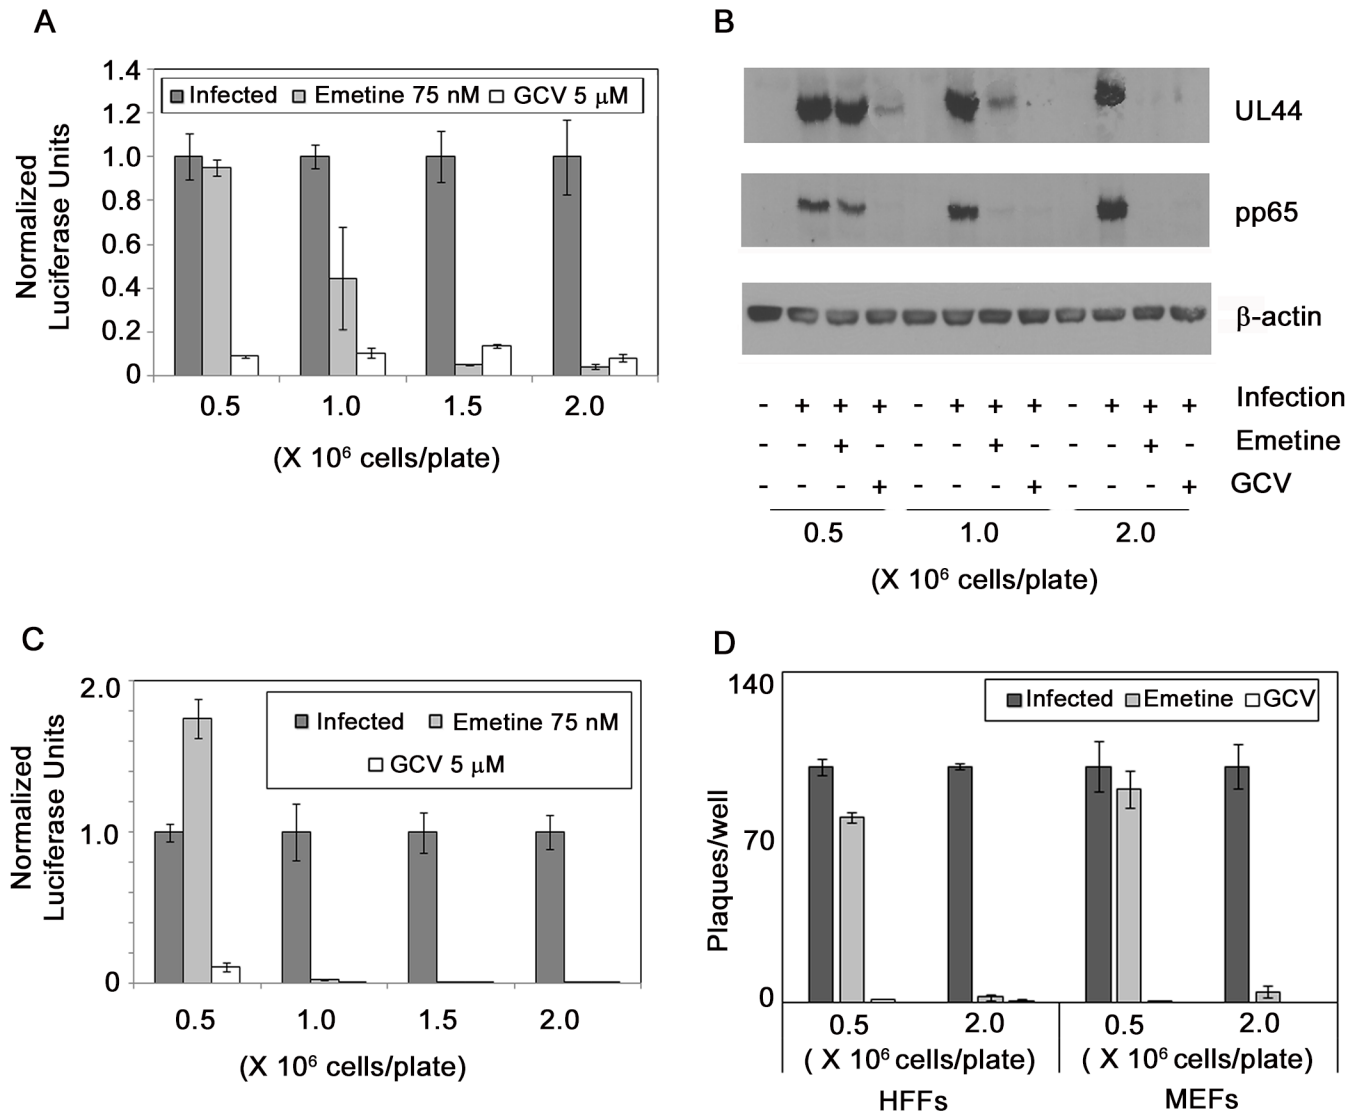 A
1.4
1.2
1.0
0.8
0.6
0.4
0.2
0
Normalized
Luciferase Units
Infected Emetine 75 nM GCV 5 µM
0.5 1.0 1.5 2.0
(X 10⁶ cells/plate)
B
UL44
pp65
β-actin
- + + + - + + + - + + + Infection
- - + - - - + - - - + - Emetine
- - - + - - - + - - - + GCV
0.5 1.0 2.0
(X 10⁶ cells/plate)
C
2.0
1.0
0
Normalized
Luciferase Units
Infected Emetine 75 nM
GCV 5 µM
0.5 1.0 1.5 2.0
(X 10⁶ cells/plate)
D
140
70
0
Plaques/well
Infected Emetine GCV
0.5 2.0 0.5 2.0
( X 10⁶ cells/plate) ( X 10⁶ cells/plate)
HFFs MEFs